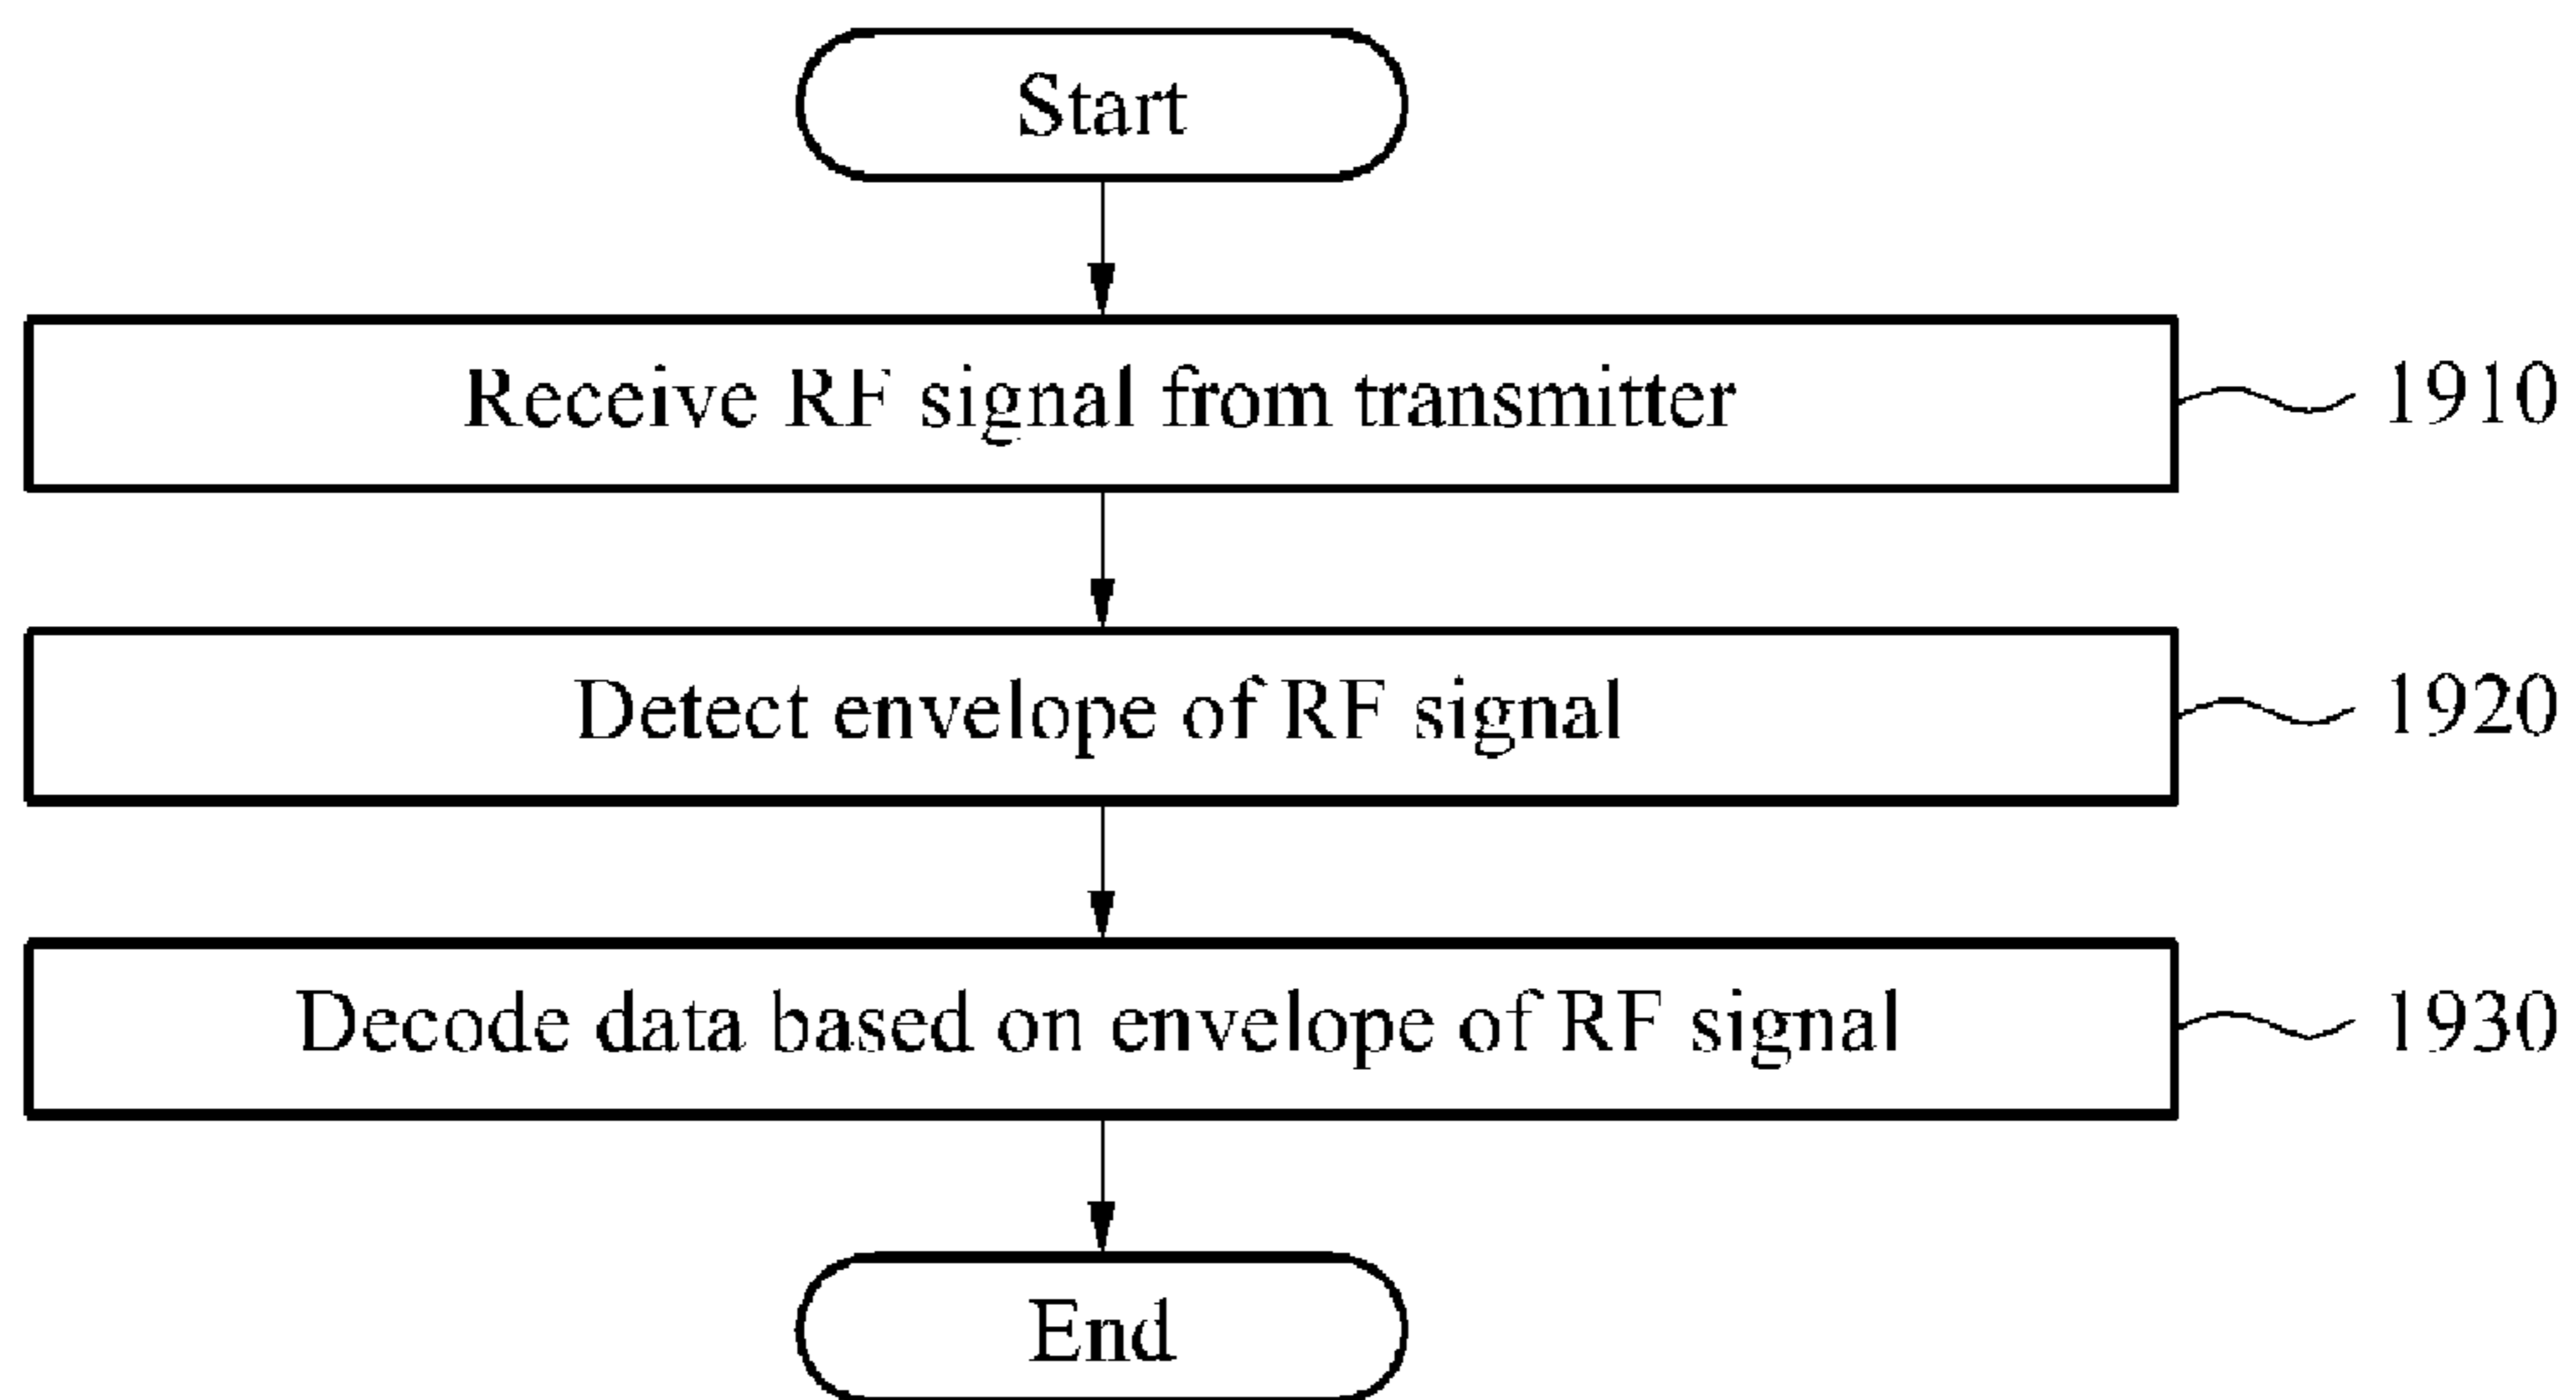 Start
Receive RF signal from transmitter
1910
Detect envelope of RF signal
1920
Decode data based on envelope of RF signal
1930
End